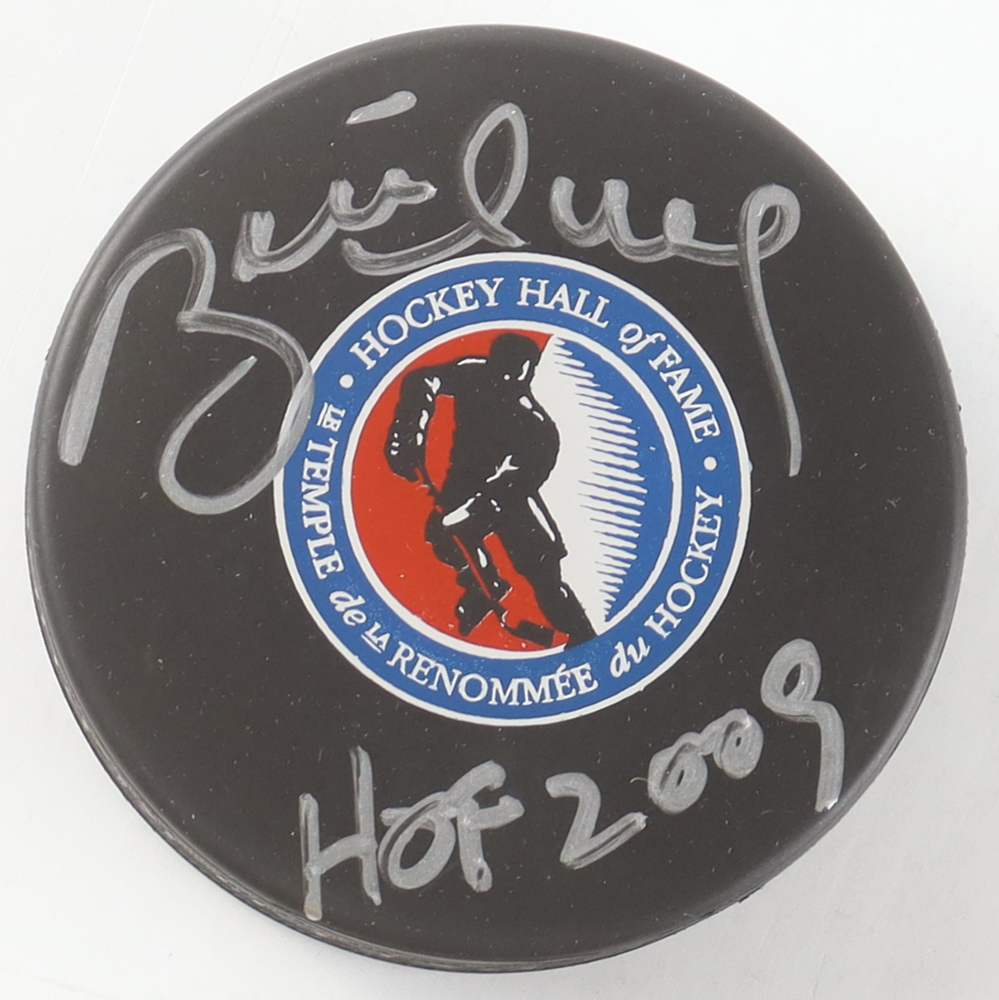 HOCKEY HALL of FAME
LE TEMPLE de LA RENOMMÉE du HOCKEY
HOF 2009